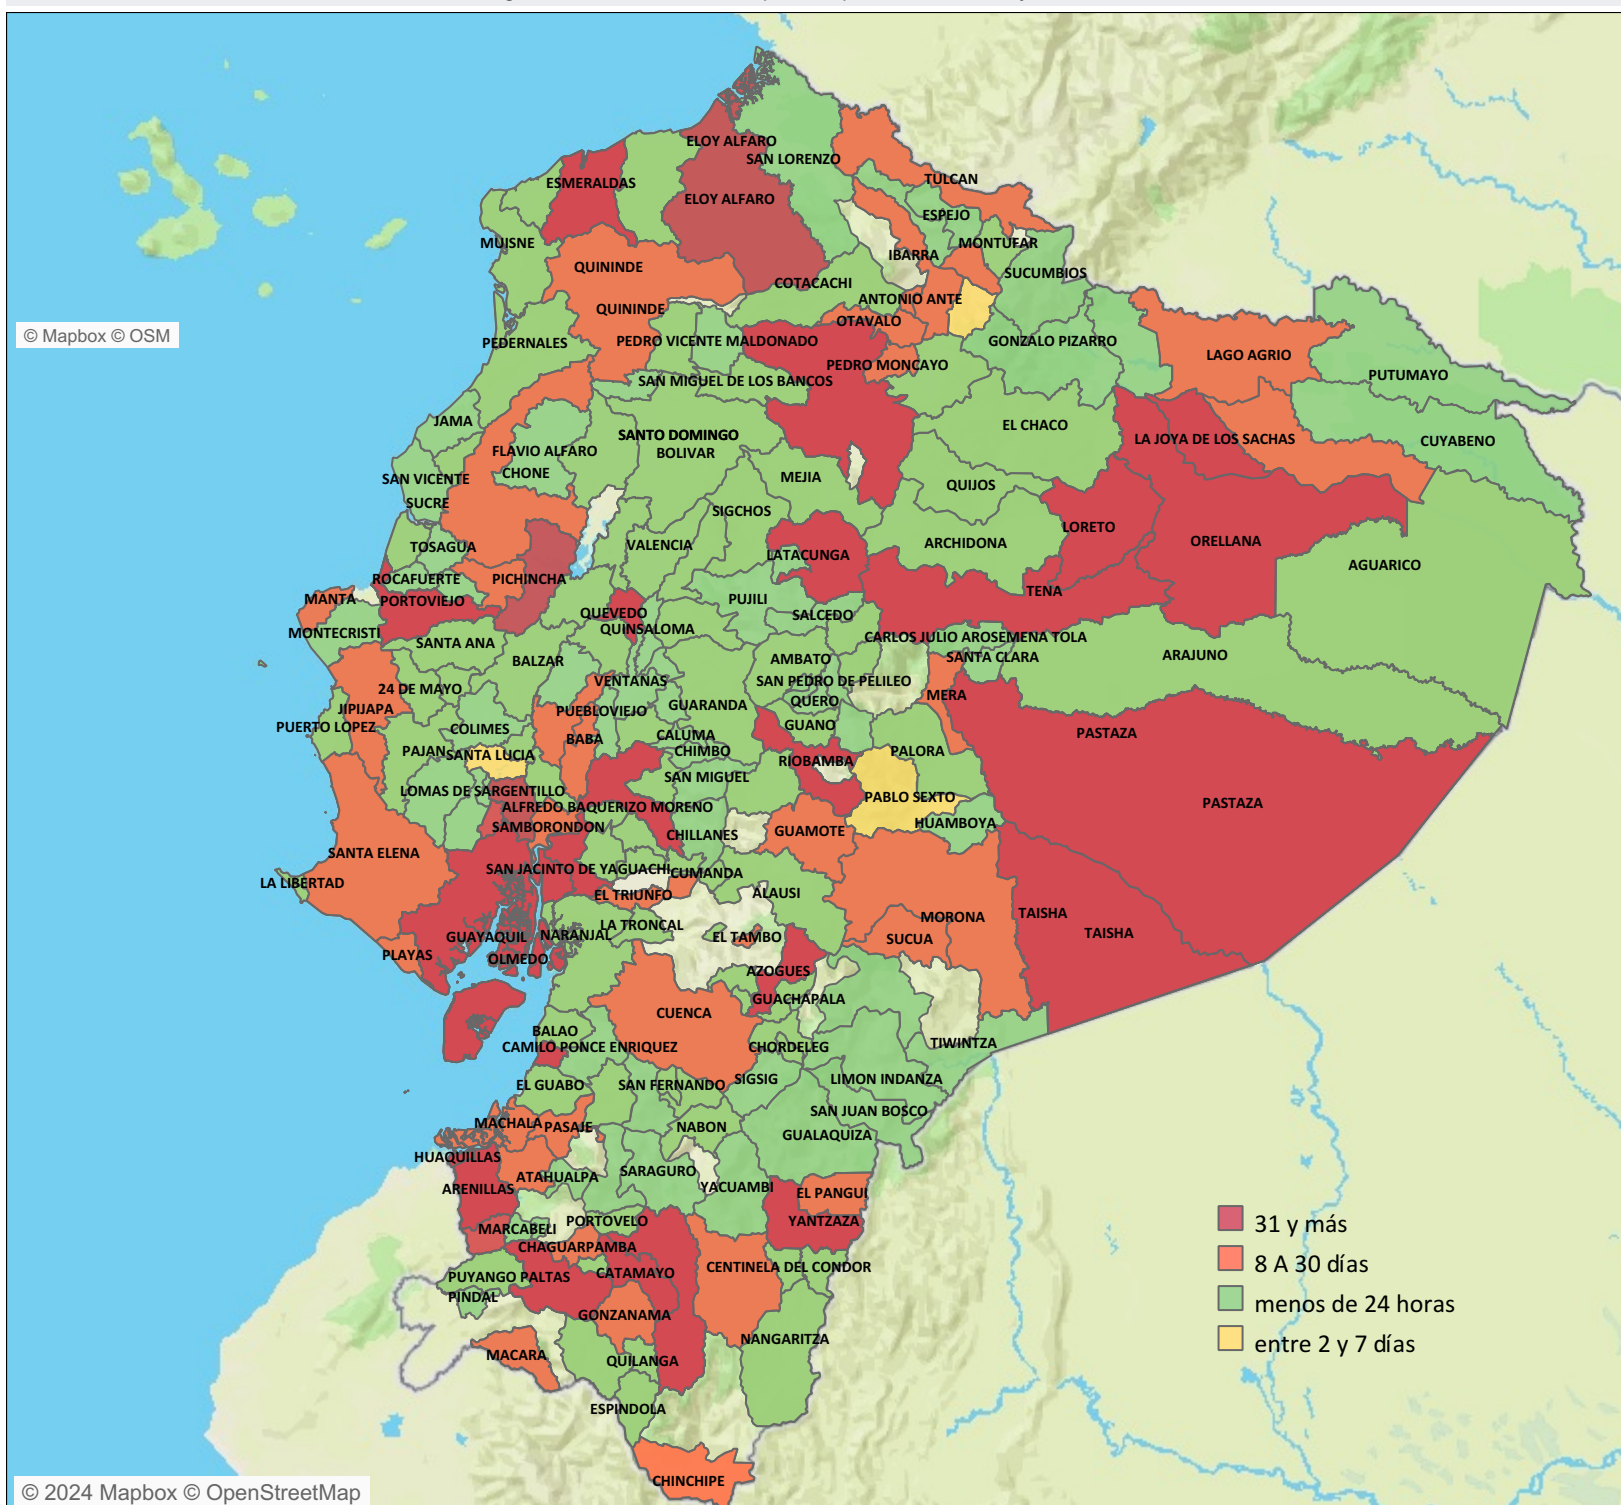 ELOY ALFARO
SAN LORENZO
TULCAN
ESMERALDAS
ELOY ALFARO
ESPEJO
MUISNE
MONTUFAR
IBARRA
QUININDE
SUCUMBIOS
COTACACHI
ANTONIO ANTE
QUININDE
OTAVALO
© Mapbox © OSM
PEDERNALES
PEDRO VICENTE MALDONADO
GONZALO PIZARRO
LAGO AGRIO
PEDRO MONCAYO
PUTUMAYO
SAN MIGUEL DE LOS BANCOS
JAMA
EL CHACO
SANTO DOMINGO
LA JOYA DE LOS SACHAS
CUYABENO
FLAVIO ALFARO
BOLIVAR
CHONE
SAN VICENTE
MEJIA
QUIJOS
SUCRE
SIGCHOS
LORETO
TOSAGUA
VALENCIA
LATACUNGA
ARCHIDONA
ORELLANA
AGUARICO
ROCAFUERTE
PICHINCHA
TENA
MANTA
PORTOVIEJO
PUJILI
QUEVEDO
SALCEDO
MONTECRISTI
QUINSALOMA
SANTA ANA
CARLOS JULIO AROSEMENA TOLA
BALZAR
AMBATO
SANTA CLARA
ARAJUNO
24 DE MAYO
VENTANAS
SAN PEDRO DE PELILEO
MERA
JIPIJAPA
PUEBLOVIEJO
GUARANDA
QUERO
PUERTO LOPEZ
COLIMES
BABA
CALUMA
GUANO
PASTAZA
PAJAN
SANTA LUCIA
CHIMBO
RIOBAMBA
PALORA
SAN MIGUEL
LOMAS DE SARGENTILLO
PABLO SEXTO
PASTAZA
ALFREDO BAQUERIZO MORENO
SAMBORONDON
CHILLANES
GUAMOTE
HUAMBOYA
SANTA ELENA
SAN JACINTO DE YAGUACHI
CUMANDA
LA LIBERTAD
EL TRIUNFO
ALAUSI
MORONA
TAISHA
LA TRONCAL
GUAYAQUIL
NARANJAL
EL TAMBO
SUCUA
TAISHA
PLAYAS
OLMEDO
AZOGUES
GUACHAPALA
CUENCA
BALAO
CAMILO PONCE ENRIQUEZ
CHORDELEG
TIWINTZA
EL GUABO
SAN FERNANDO
SIGSIG
LIMON INDANZA
SAN JUAN BOSCO
MACHALA
PASAJE
NABON
GUALAQUIZA
HUAQUILLAS
SARAGURO
ATAHUALPA
YACUAMBI
EL PANGUI
ARENILLAS
MARCABELI
PORTOVELO
YANTZAZA
31 y más
CHAGUARPAMBA
8 A 30 días
PUYANGO
PALTAS
CATAMAYO
CENTINELA DEL CONDOR
PINDAL
menos de 24 horas
GONZANAMA
NANGARITZA
entre 2 y 7 días
MACARA
QUILANGA
ESPINDOLA
CHINCHIPE
© 2024 Mapbox © OpenStreetMap